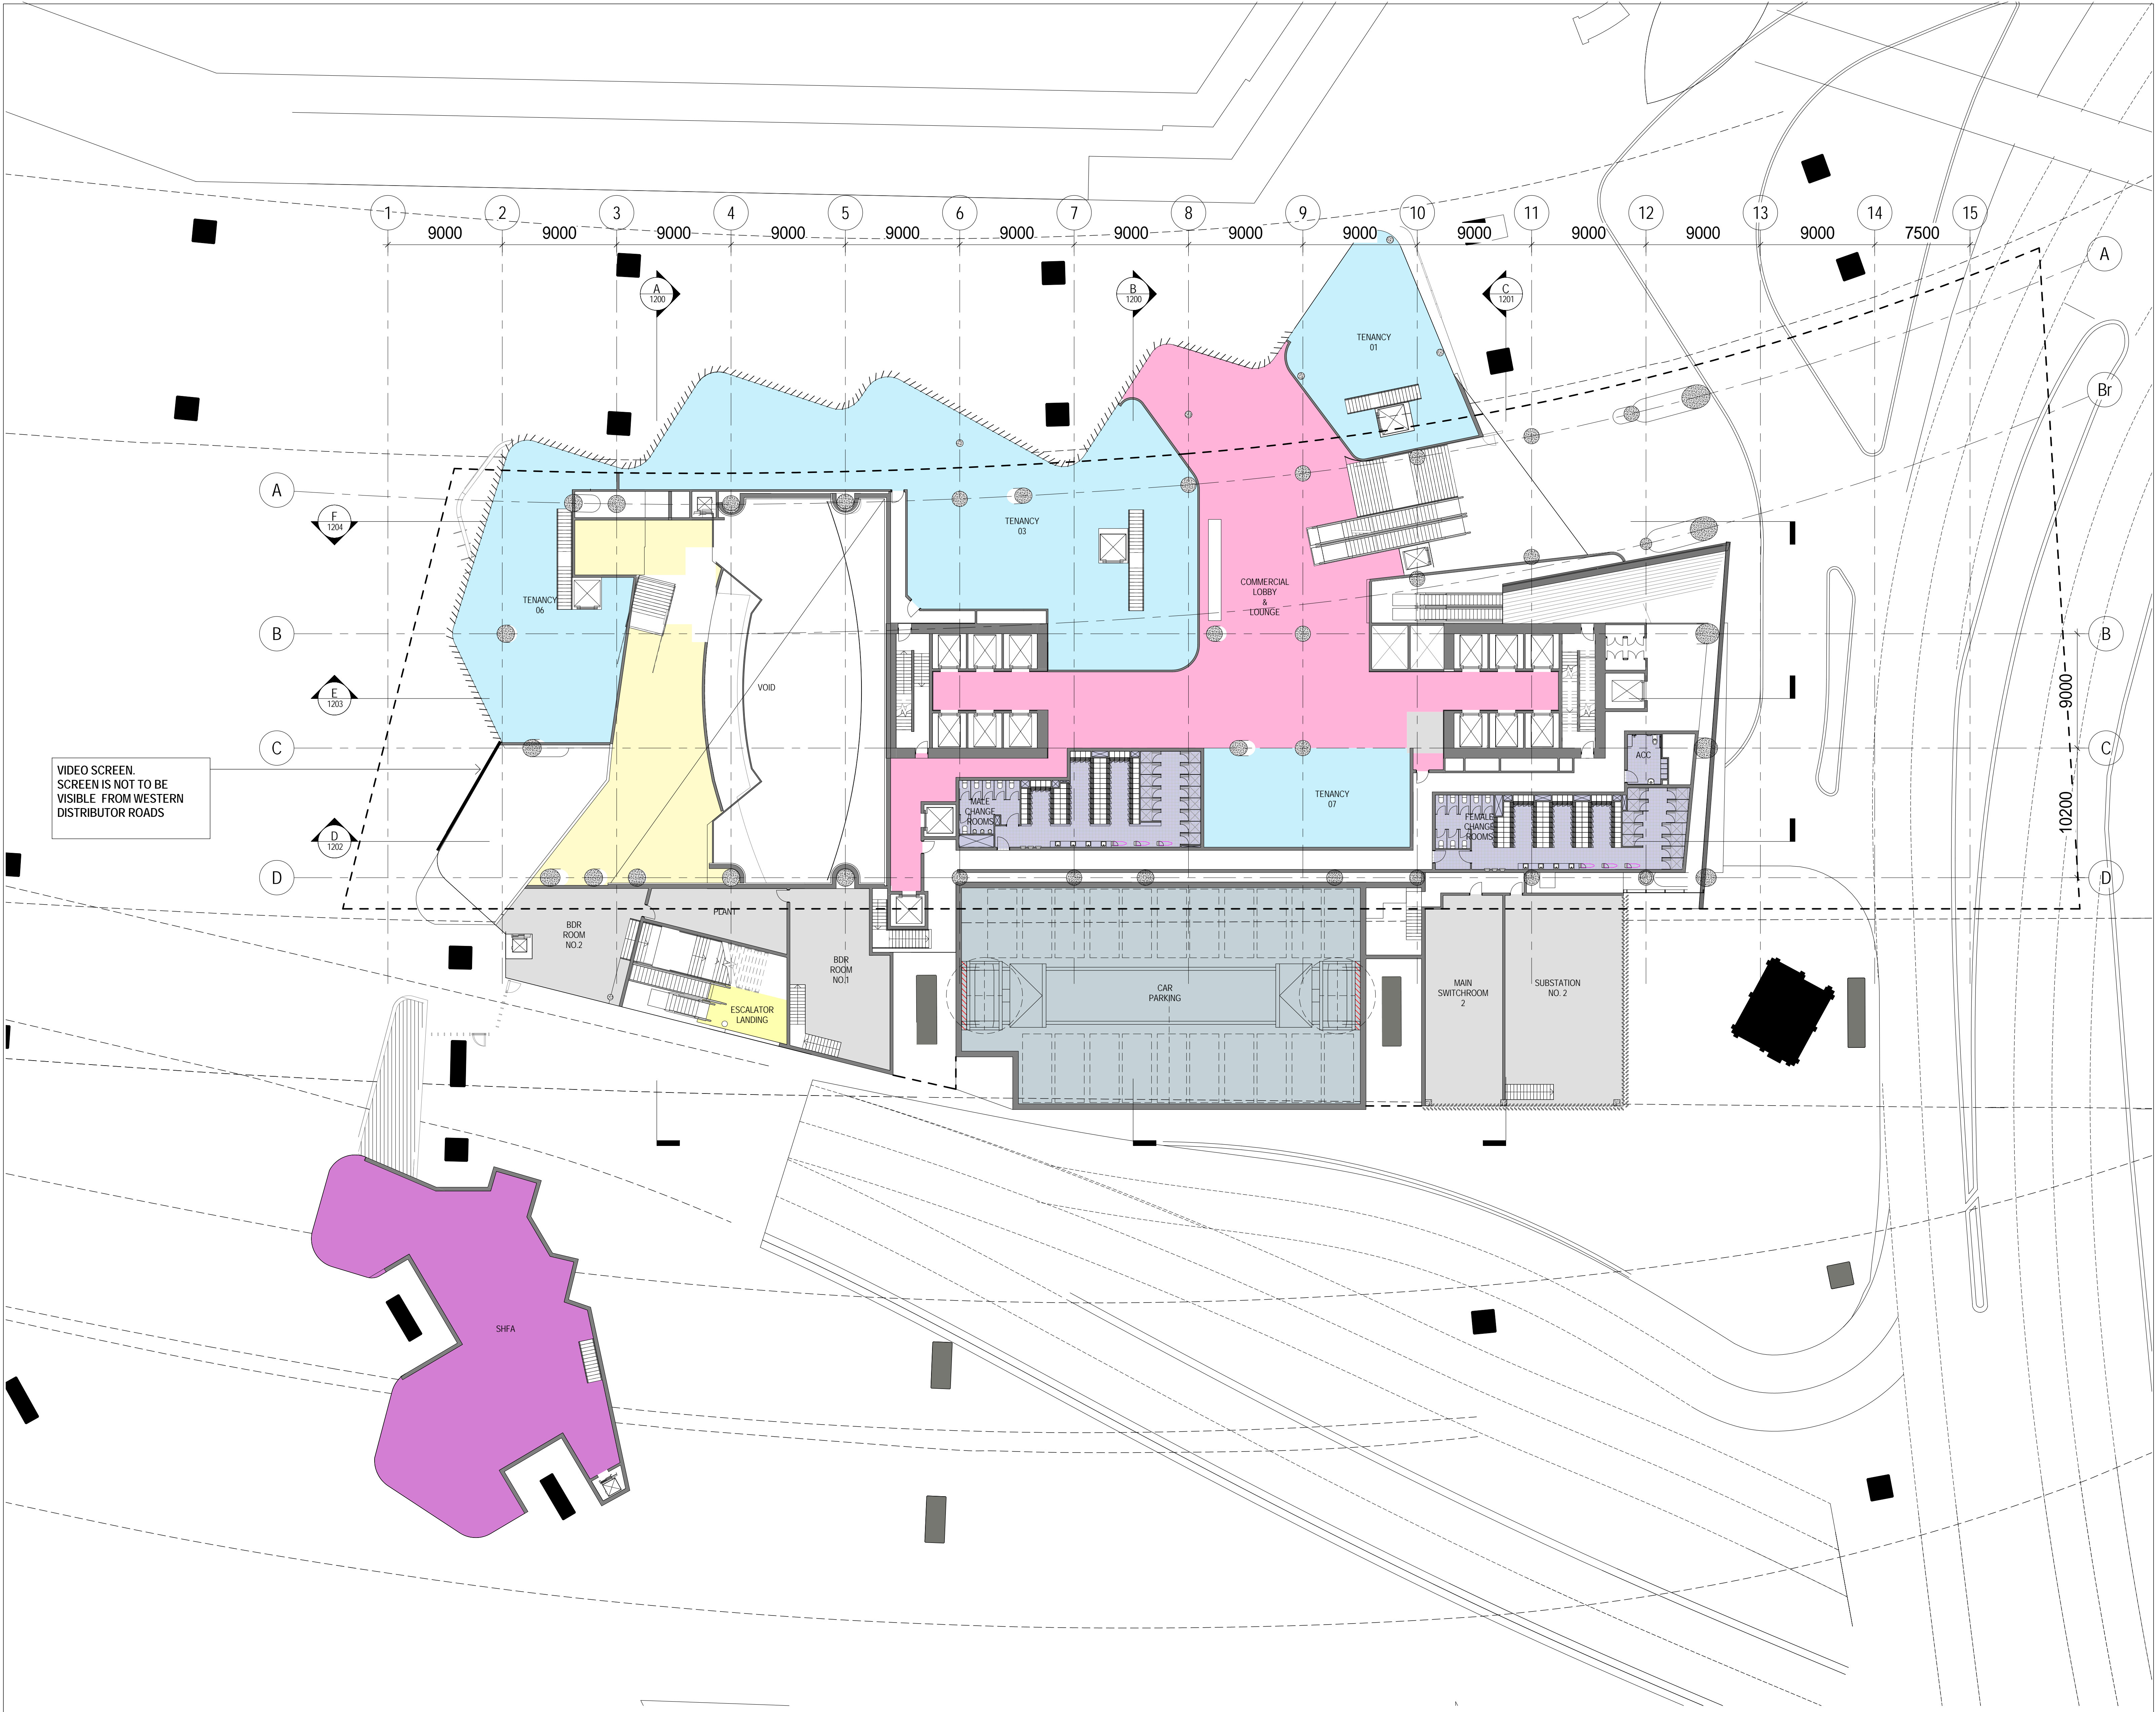 1 2 3 4 5 6 7 8 9 10 11 12 13 14 15
9000 9000 9000 9000 9000 9000 9000 9000 9000 9000 9000 9000 9000 7500
A
A
1200
B
1200
C
1201
TENANCY
01
Br
A
F
1204
TENANCY
03
TENANCY
06
COMMERCIAL
LOBBY
&
LOUNGE
B
B
E
1203
VOID
9000
C
C
ACC
VIDEO SCREEN.
SCREEN IS NOT TO BE
VISIBLE FROM WESTERN
DISTRIBUTOR ROADS
TENANCY
07
MALE
CHANGE
ROOMS
FEMALE
CHANGE
ROOMS
10200
D
1202
D
D
PLANT
BDR
ROOM
NO.2
BDR
ROOM
NO.1
CAR
PARKING
MAIN
SWITCHROOM
2
SUBSTATION
NO. 2
ESCALATOR
LANDING
SHFA